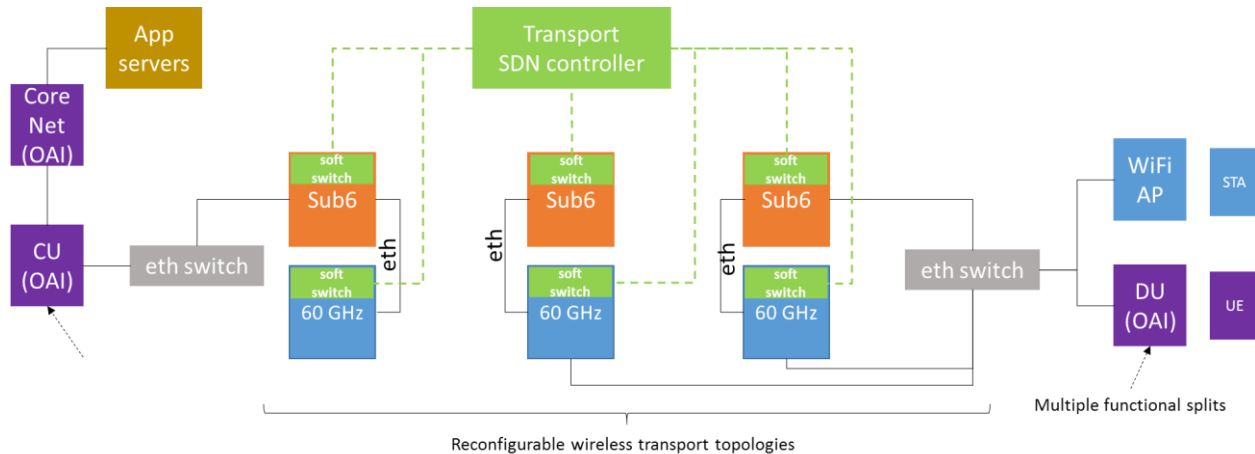 App
servers
Transport
SDN controller
Core
Net
(OAI)
CU
(OAI)
eth switch
soft
switch
Sub6
eth
soft
switch
60 GHz
soft
switch
Sub6
eth
soft
switch
60 GHz
soft
switch
Sub6
eth
soft
switch
60 GHz
eth switch
WiFi
AP
STA
DU
(OAI)
UE
Multiple functional splits
Reconfigurable wireless transport topologies